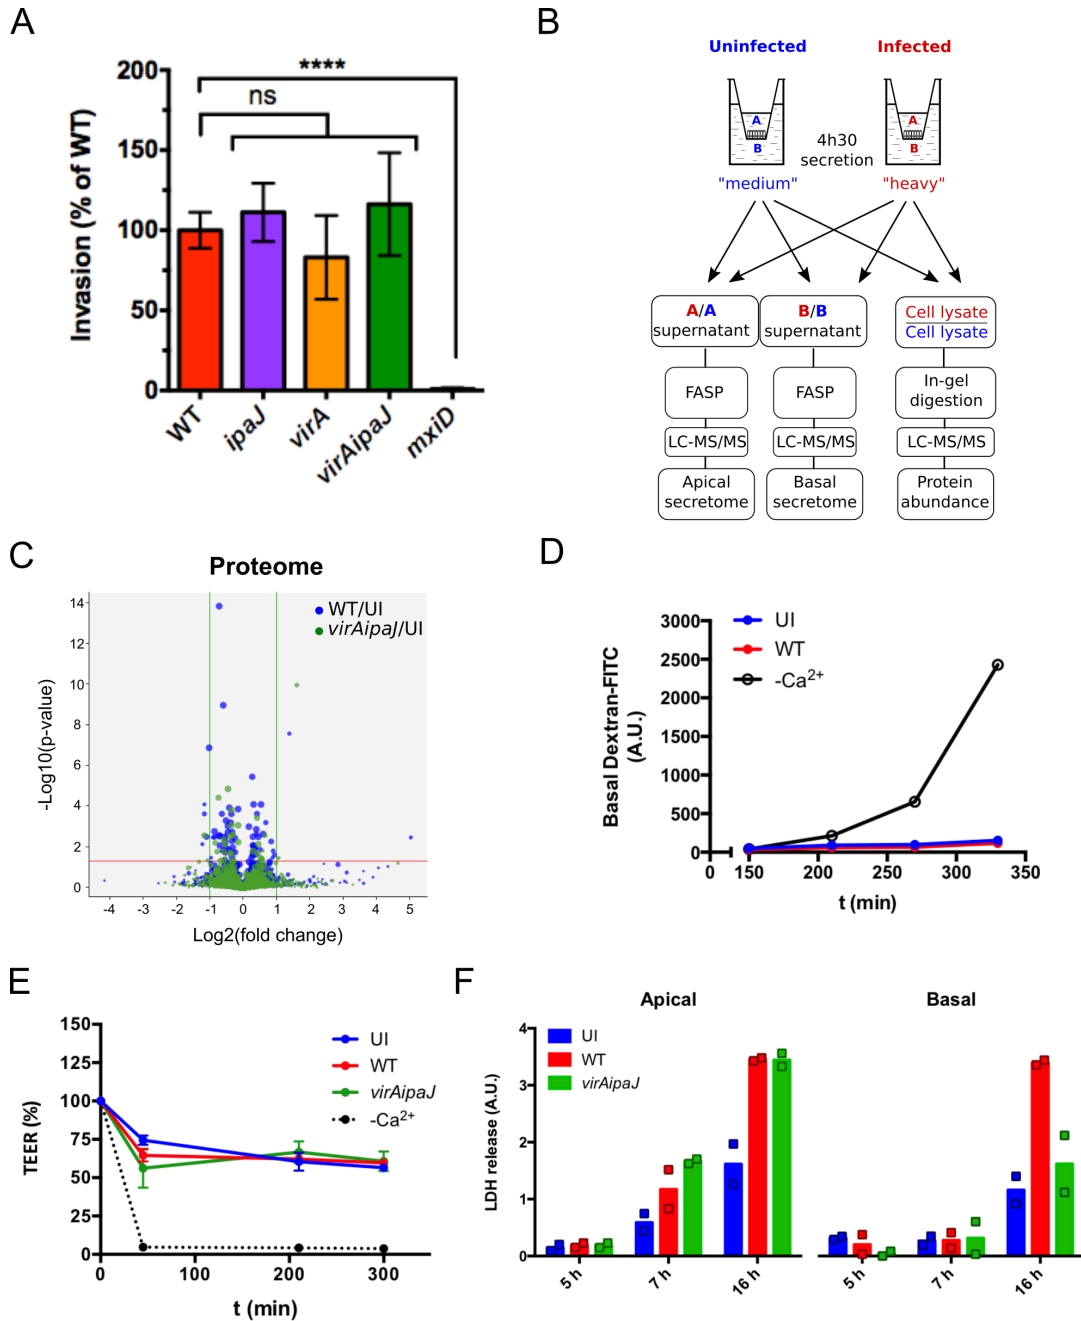 A
200
150
100
50
0
Invasion (% of WT)
****
ns
WT
ipaJ
virA
virAipaJ
mxiD
B
Uninfected
Infected
A
B
A
B
4h30
secretion
"medium"
"heavy"
A/A
supernatant
B/B
supernatant
Cell lysate
Cell lysate
FASP
FASP
In-gel
digestion
LC-MS/MS
LC-MS/MS
LC-MS/MS
Apical
secretome
Basal
secretome
Protein
abundance
C
Proteome
WT/UI
virAipaJ/UI
14
12
10
8
6
4
2
0
-Log10(p-value)
-4
-3
-2
-1
0
1
2
3
4
5
Log2(fold change)
D
UI
WT
-Ca2+
3000
2500
2000
1500
1000
500
0
Basal Dextran-FITC
(A.U.)
0
150
200
250
300
350
t (min)
E
150
125
100
75
50
25
0
TEER (%)
UI
WT
virAipaJ
-Ca2+
0
100
200
300
t (min)
F
Apical
Basal
UI
WT
virAipaJ
4
3
2
1
0
LDH release (A.U.)
5 h
7 h
16 h
5 h
7 h
16 h